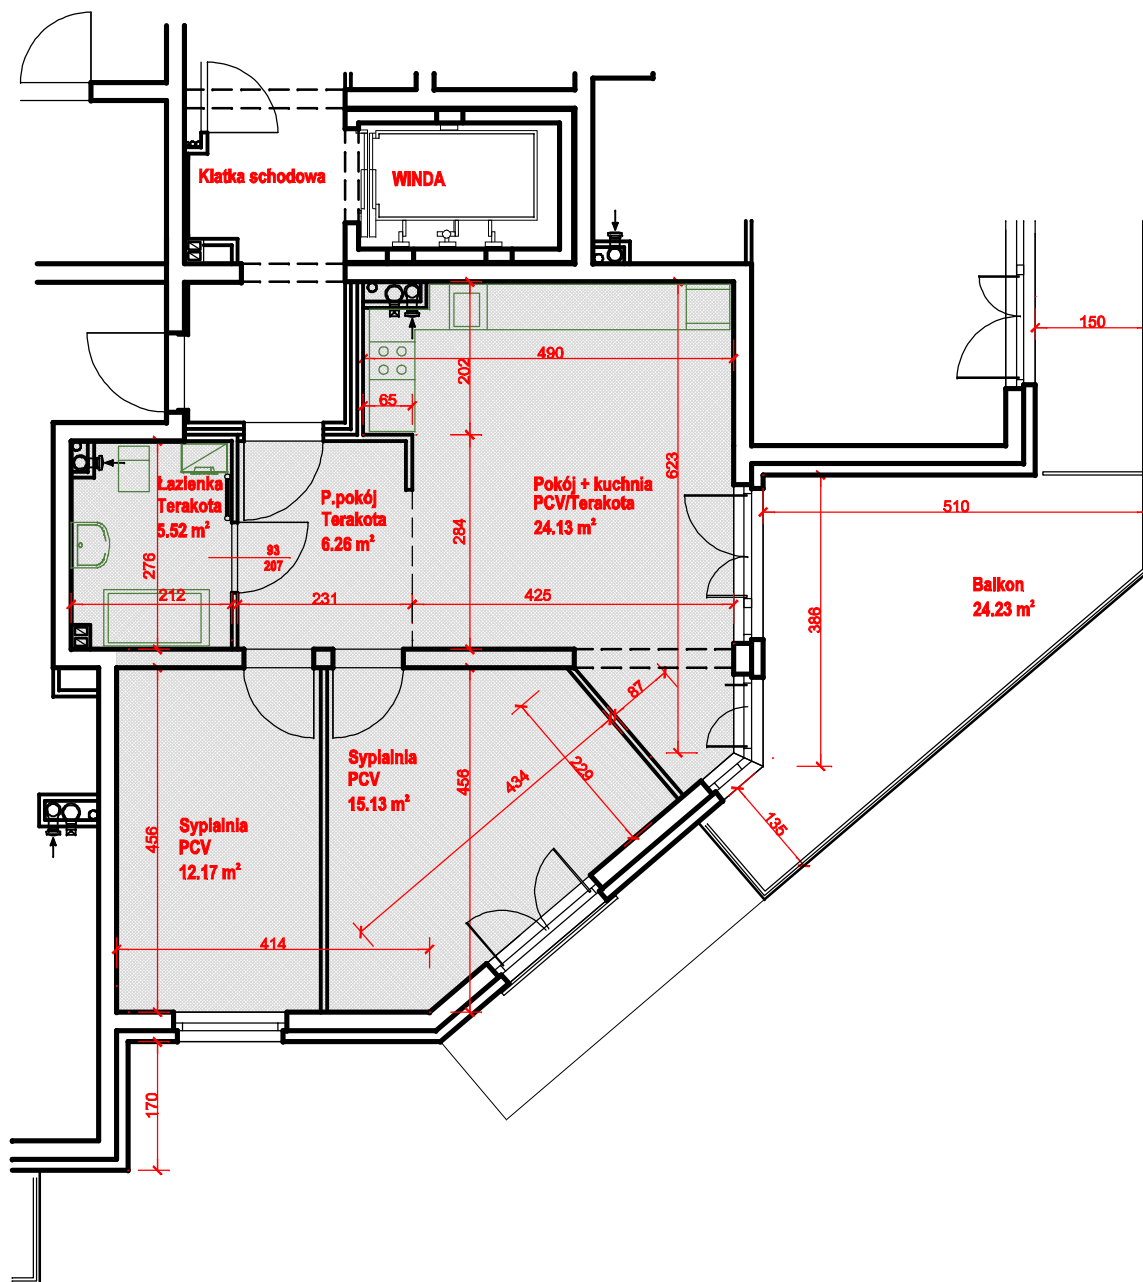 Klatka schodowa
WINDA
150
490
202
65
623
Pokój + kuchnia
PCV/Terakota
24.13 m²
510
Łazienka
Terakota
5.52 m²
P.pokój
Terakota
6.26 m²
284
276
93
207
212
231
425
Balkon
24.23 m²
386
87
Sypialnia
PCV
15.13 m²
456
434
229
135
Sypialnia
PCV
12.17 m²
456
414
170